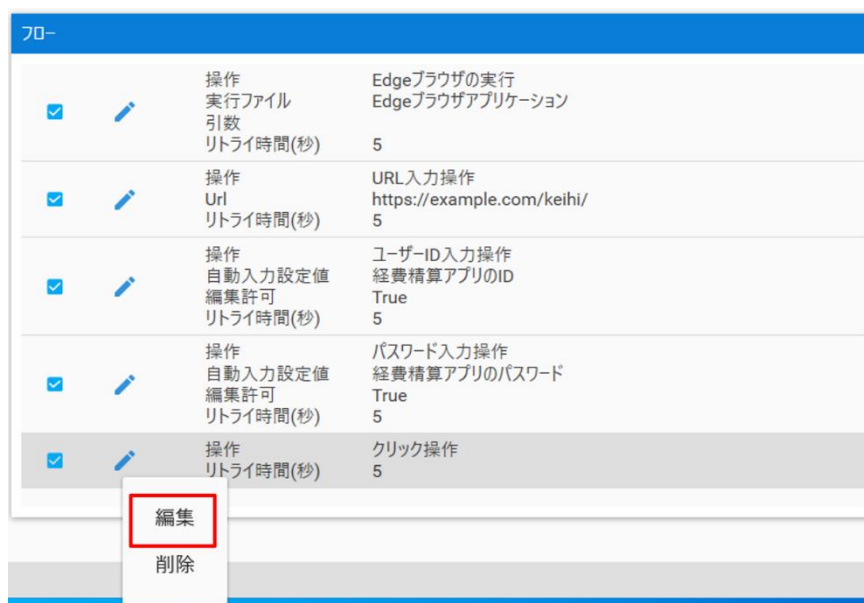 フロー
操作 Edgeブラウザの実行
実行ファイル Edgeブラウザアプリケーション
引数
リトライ時間(秒) 5
操作 URL入力操作
Url https://example.com/keihi/
リトライ時間(秒) 5
操作 ユーザーID入力操作
自動入力設定値 経費精算アプリのID
編集許可 True
リトライ時間(秒) 5
操作 パスワード入力操作
自動入力設定値 経費精算アプリのパスワード
編集許可 True
リトライ時間(秒) 5
操作 クリック操作
リトライ時間(秒) 5
編集
削除